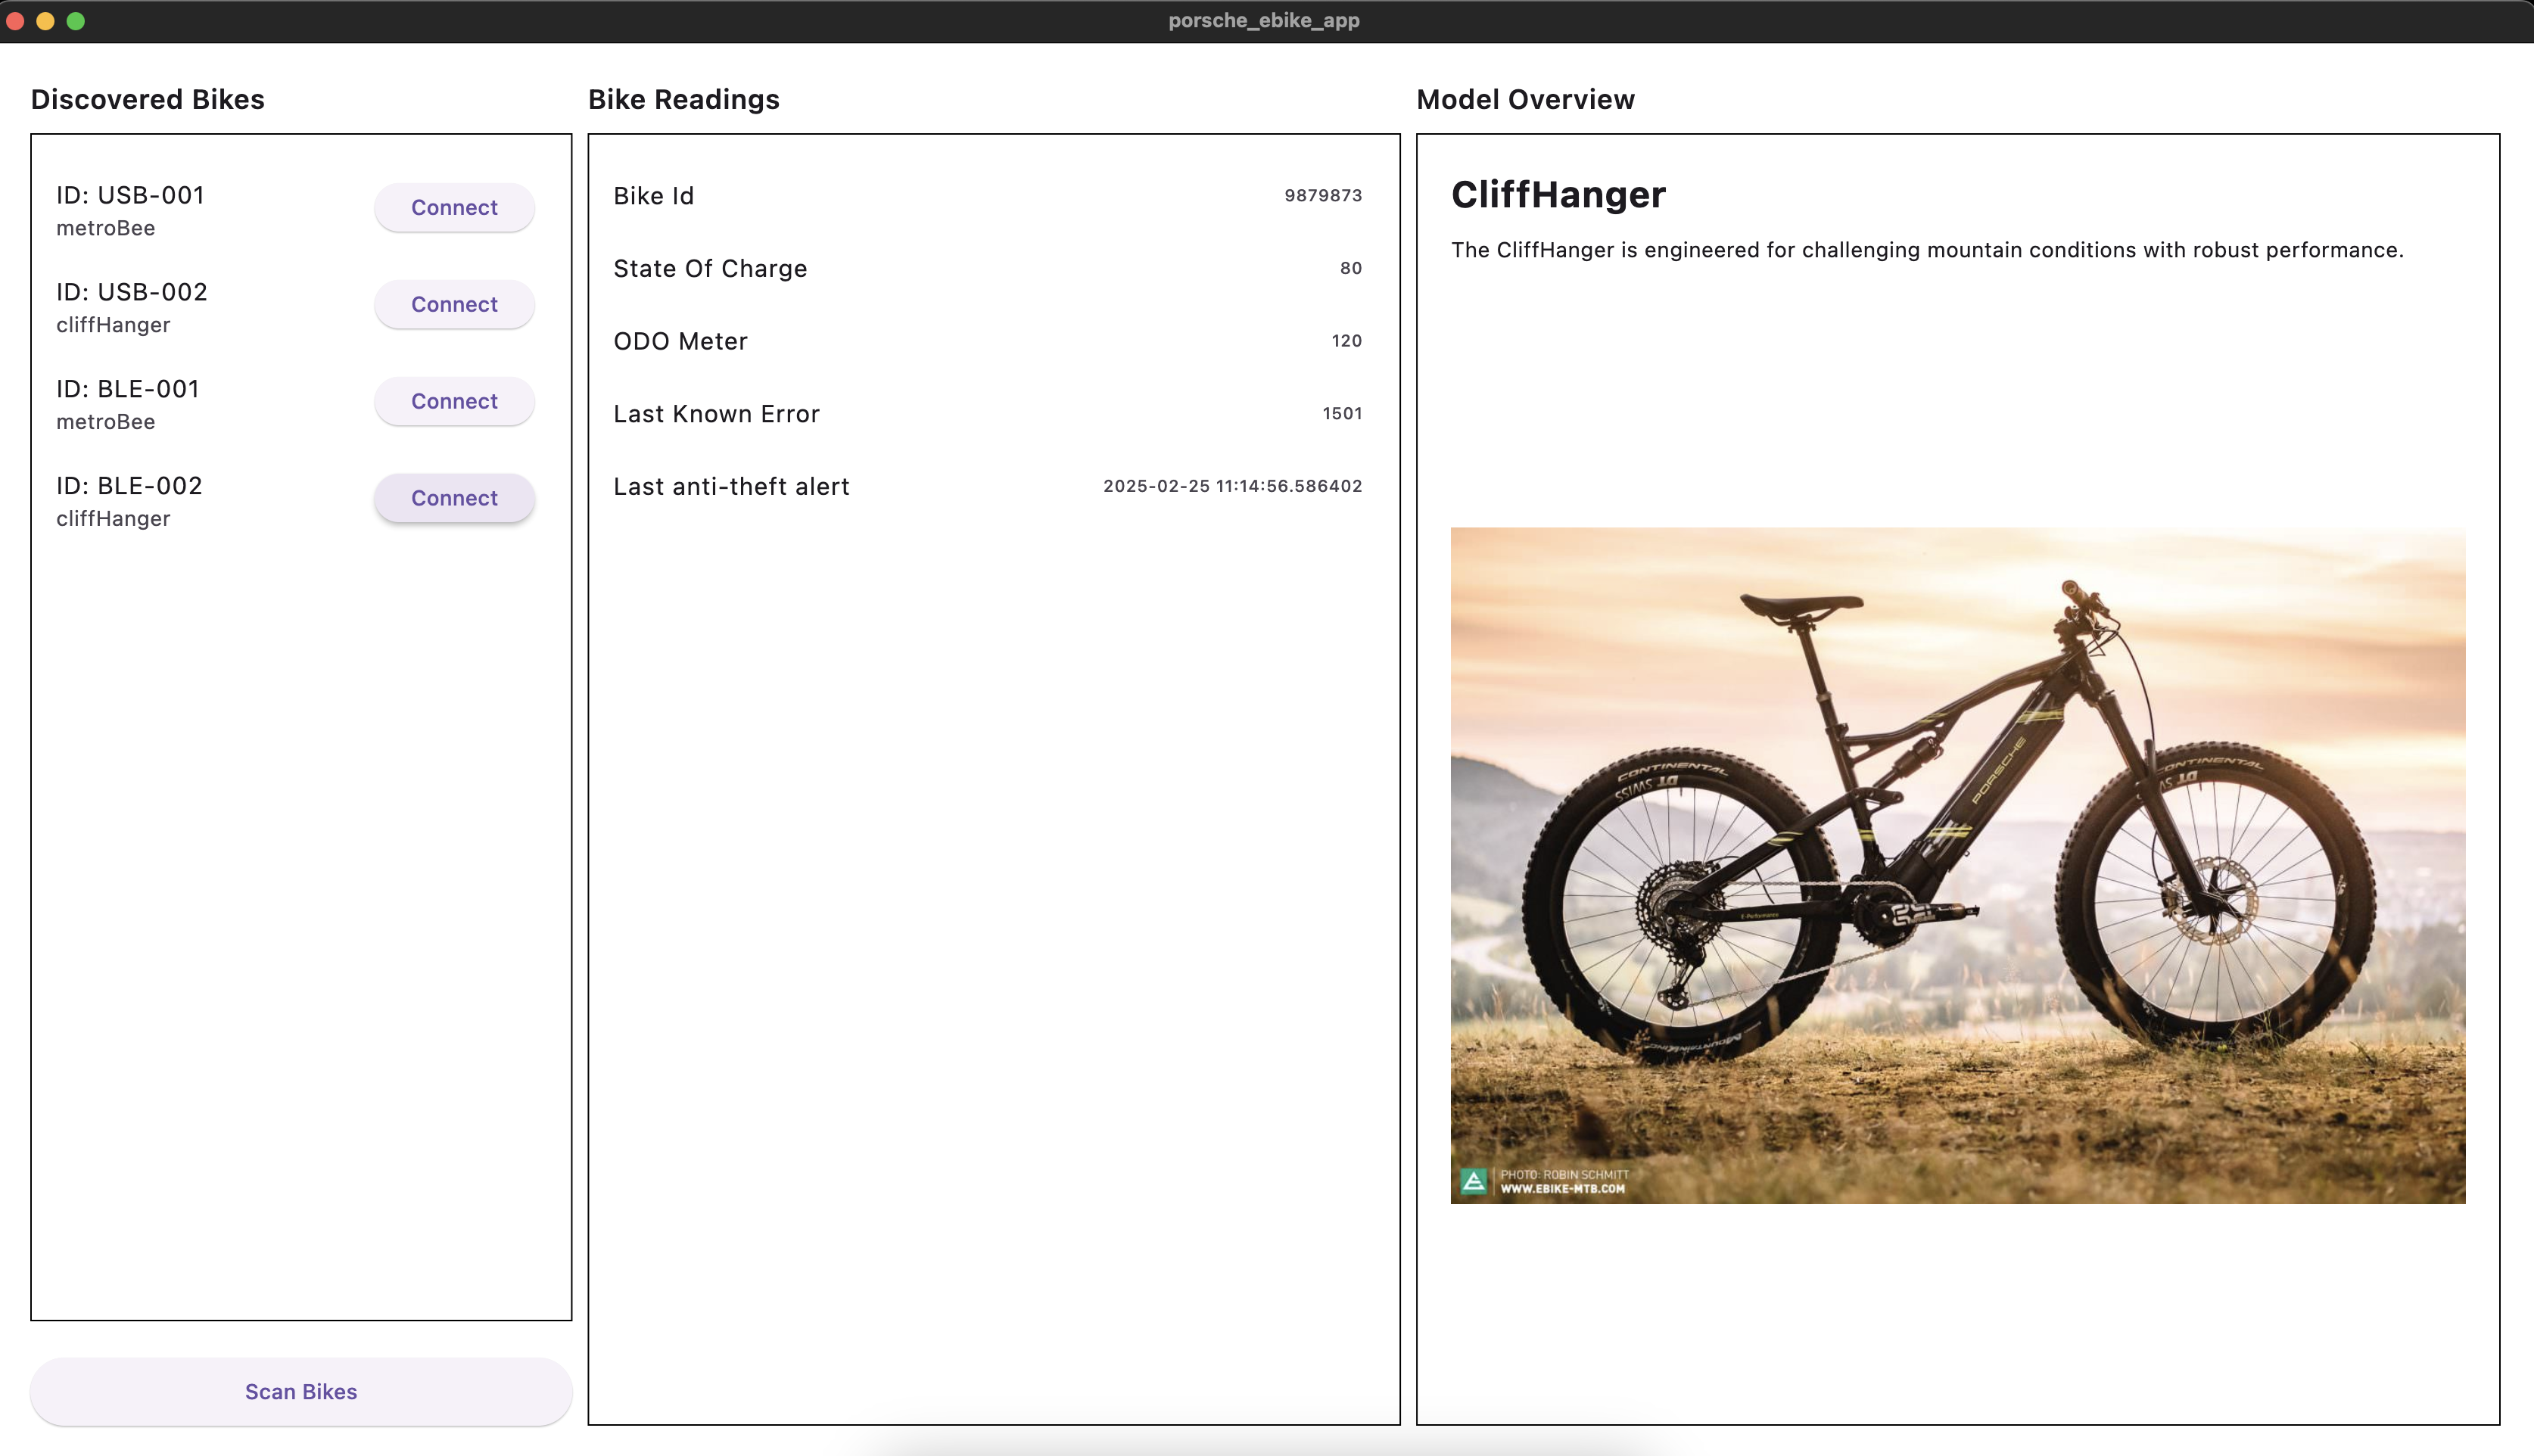 porsche_ebike_app
Discovered Bikes
ID: USB-001
metroBee
Connect
ID: USB-002
cliffHanger
Connect
ID: BLE-001
metroBee
Connect
ID: BLE-002
cliffHanger
Connect
Scan Bikes
Bike Readings
Bike Id 9879873
State Of Charge 80
ODO Meter 120
Last Known Error 1501
Last anti-theft alert 2025-02-25 11:14:56.586402
Model Overview
CliffHanger
The CliffHanger is engineered for challenging mountain conditions with robust performance.
CONTINENTAL
DT SWISS
PORSCHE
CONTINENTAL
DT
E-Performance
PHOTO: ROBIN SCHMITT
WWW.EBIKE-MTB.COM